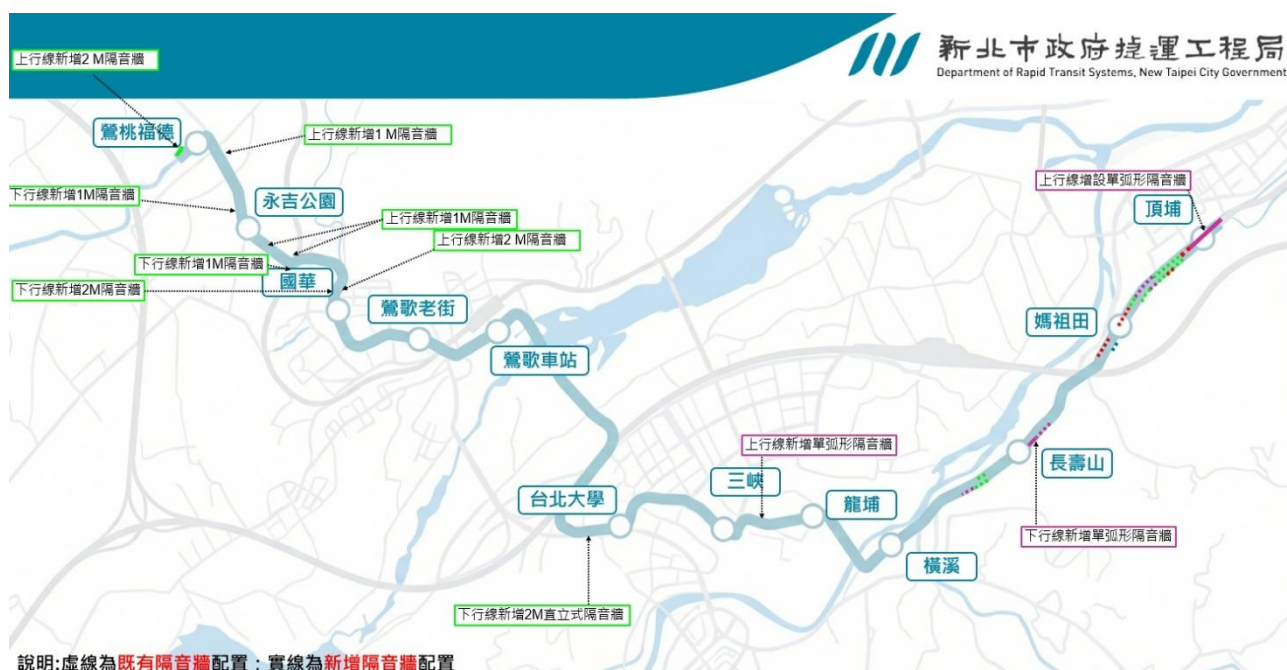 新北市政府捷運工程局
Department of Rapid Transit Systems, New Taipei City Government
上行線新增2 M隔音牆
鶯桃福德
上行線新增1 M隔音牆
下行線新增1M隔音牆
永吉公園
上行線新增1M隔音牆
上行線新增2 M隔音牆
下行線新增1M隔音牆
國華
下行線新增2M隔音牆
鶯歌老街
鶯歌車站
上行線增設單弧形隔音牆
頂埔
媽祖田
上行線新增單弧形隔音牆
長壽山
三峽
台北大學
龍埔
下行線新增單弧形隔音牆
橫溪
下行線新增2M直立式隔音牆
說明:虛線為既有隔音牆配置；實線為新增隔音牆配置